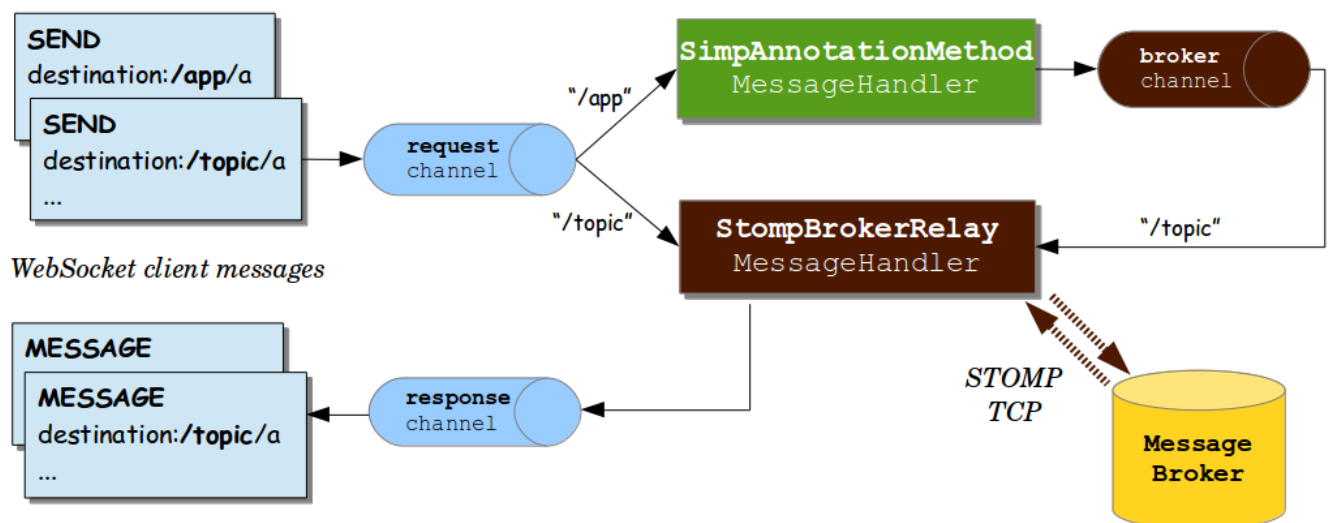 SEND
destination:/app/a
SEND
destination:/topic/a
...
WebSocket client messages
request
channel
"/app"
"/topic"
SimpAnnotationMethod
MessageHandler
broker
channel
"/topic"
StompBrokerRelay
MessageHandler
STOMP
TCP
Message
Broker
response
channel
MESSAGE
MESSAGE
destination:/topic/a
...